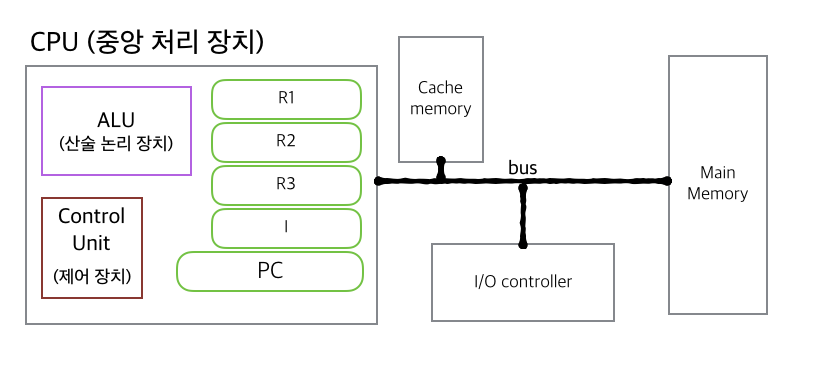 CPU (중앙 처리 장치)
ALU
(산술 논리 장치)
Control
Unit
(제어 장치)
R1
R2
R3
I
PC
Cache
memory
bus
I/O controller
Main
Memory